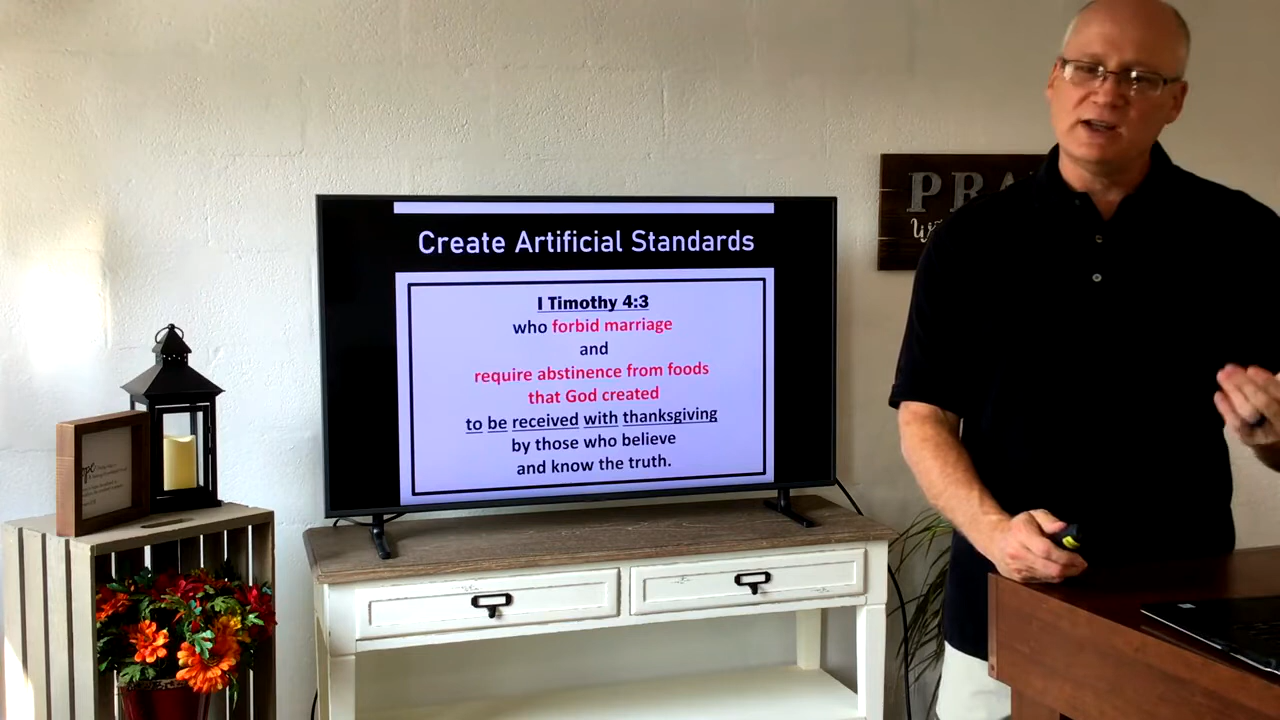 Create Artificial Standards
I Timothy 4:3
who forbid marriage
and
require abstinence from foods
that God created
to be received with thanksgiving
by those who believe
and know the truth.
PRA